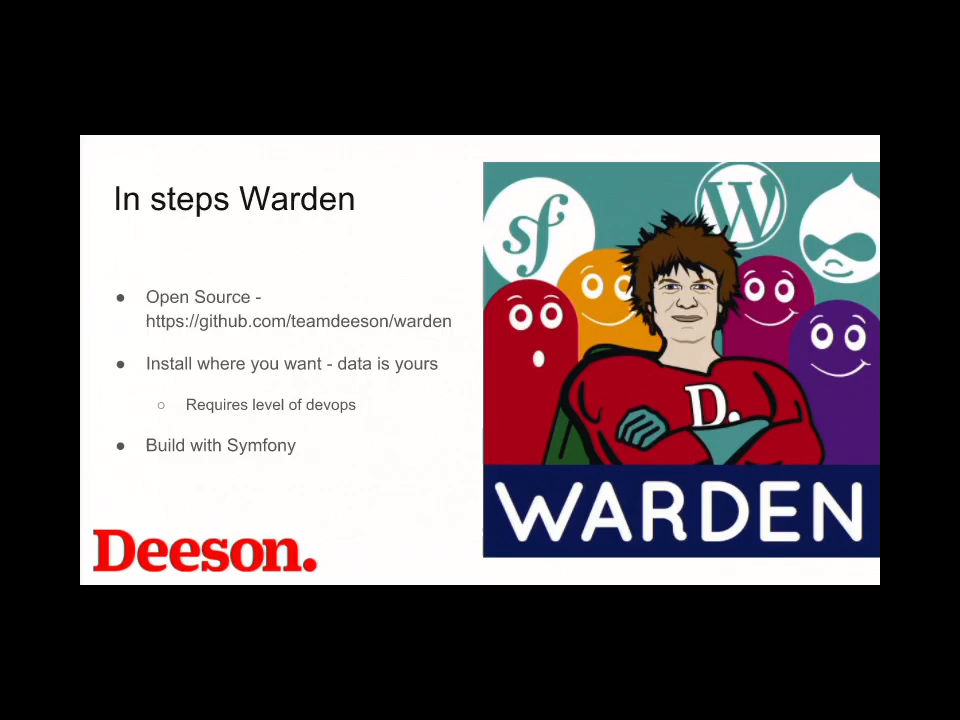 In steps Warden
● Open Source -
https://github.com/teamdeeson/warden
● Install where you want - data is yours
○ Requires level of devops
● Build with Symfony
Deeson.
sf
W
D.
WARDEN